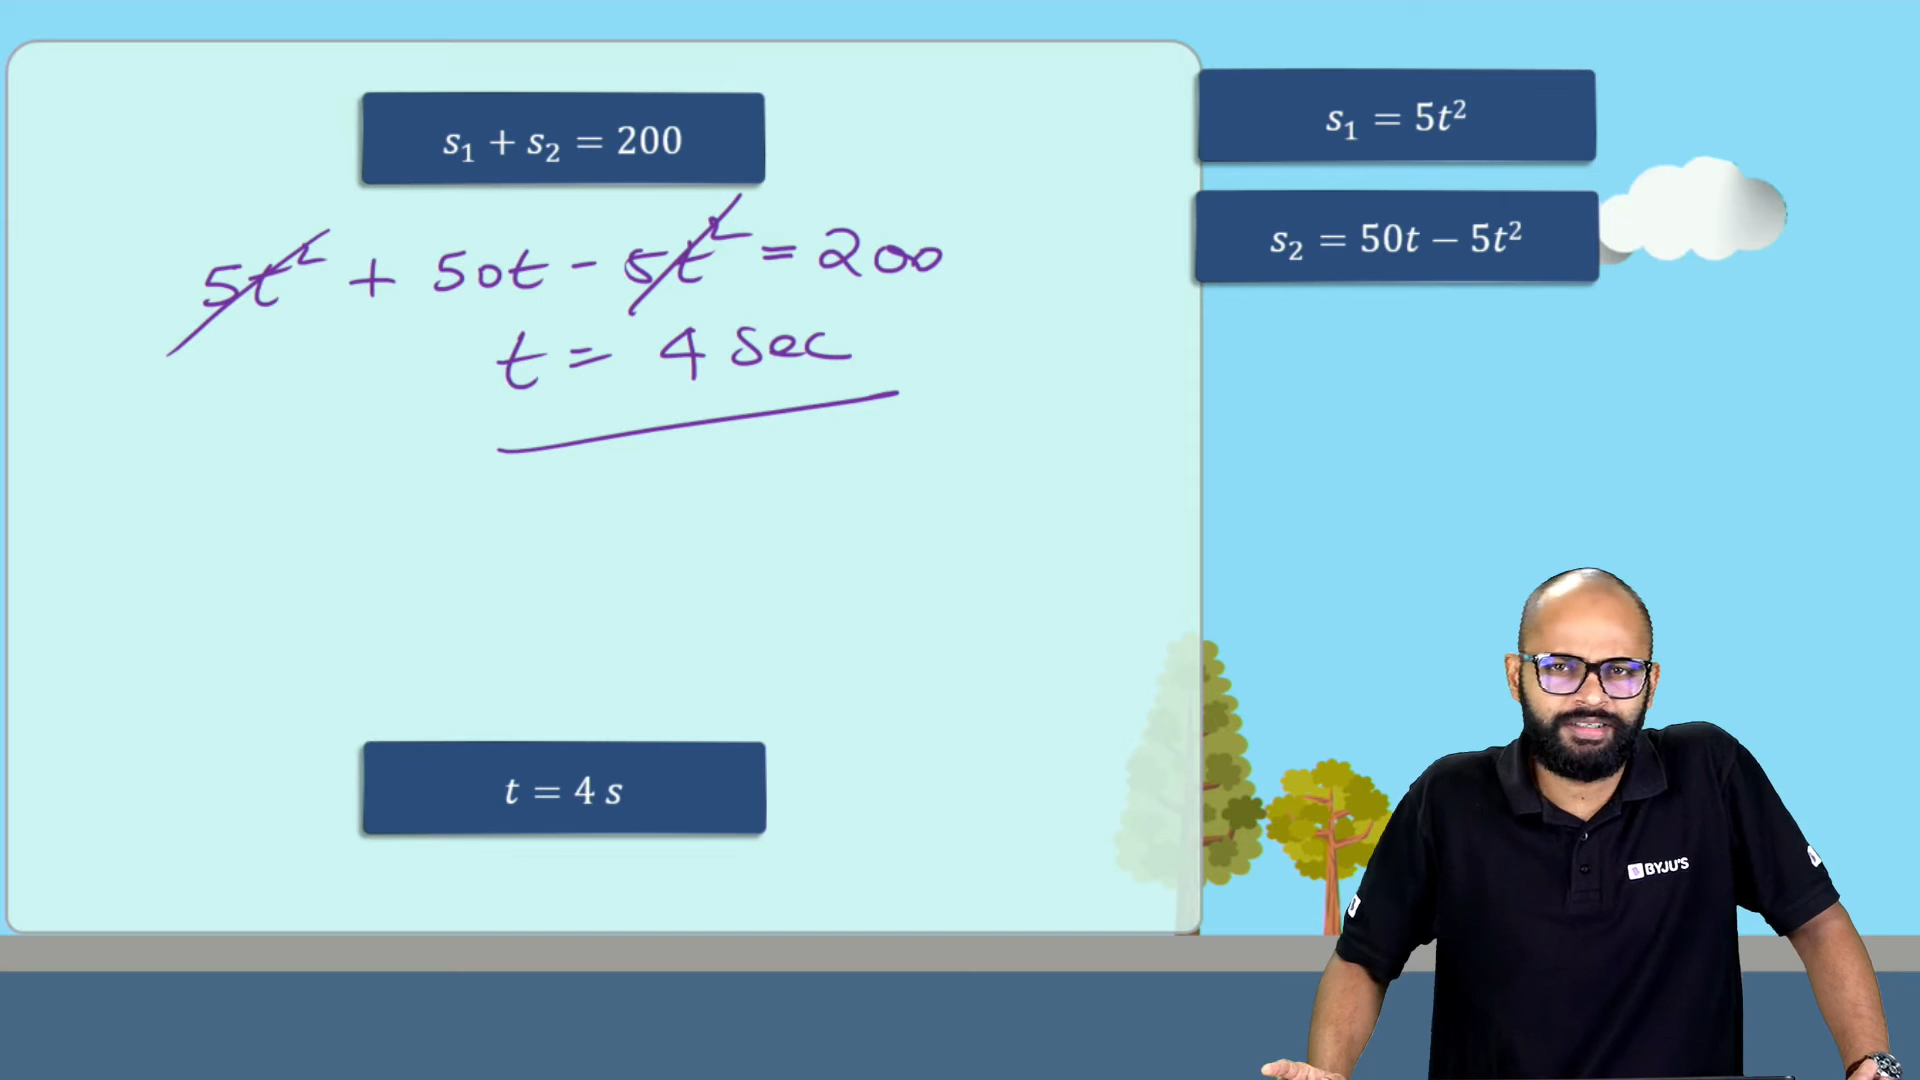 s₁ + s₂ = 200
s₁ = 5t²
s₂ = 50t − 5t²
5t² + 50t - 5t² = 200
t = 4 sec
t = 4 s
BYJU'S